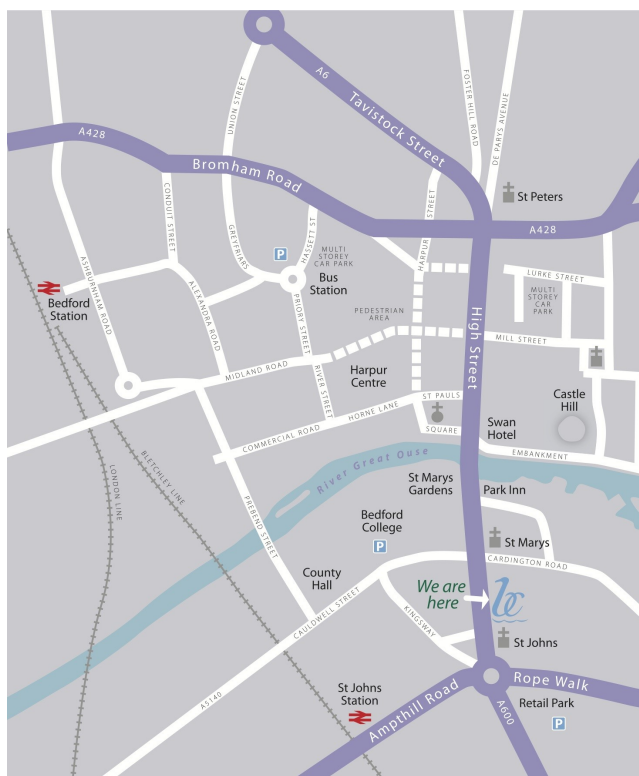 A6
Tavistock Street
UNION STREET
FOSTER HILL ROAD
DE PARYS AVENUE
A428
Bromham Road
St Peters
A428
CONDUIT STREET
HASSETT ST
HARPUR STREET
GREYFRIARS
P
MULTI
STOREY
CAR PARK
Bus
Station
LURKE STREET
MULTI
STOREY
CAR
PARK
ASHBURNHAM ROAD
Bedford
Station
ALEXANDRA ROAD
PRIORY STREET
PEDESTRIAN
AREA
High Street
MILL STREET
MIDLAND ROAD
RIVER STREET
Harpur
Centre
ST PAULS
SQUARE
HORNE LANE
COMMERCIAL ROAD
Castle
Hill
Swan
Hotel
EMBANKMENT
River Great Ouse
LONDON LINE
BLETCHLEY LINE
PREBEND STREET
St Marys
Gardens
Park Inn
Bedford
College
P
St Marys
CARDINGTON ROAD
County
Hall
CAULDWELL STREET
We are
here
bc
KINGSWAY
St Johns
A5140
St Johns
Station
Ampthill Road
Rope Walk
A600
Retail Park
P